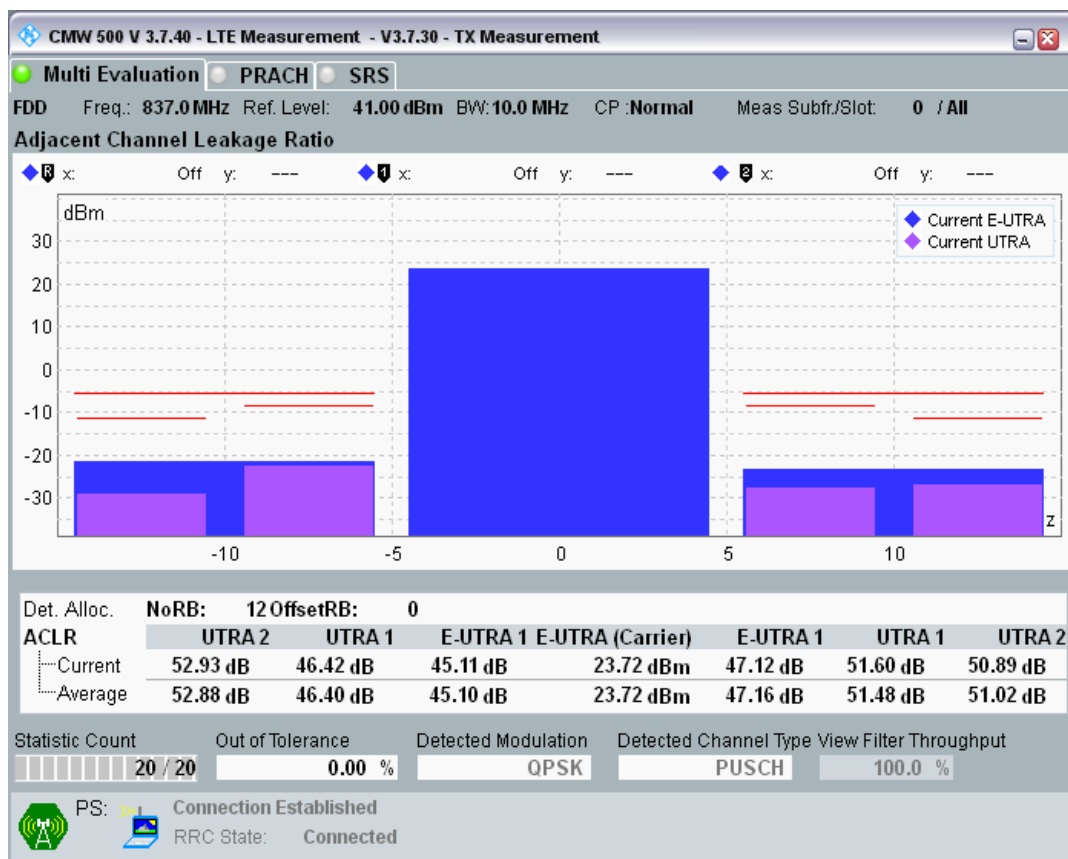 CMW 500 V 3.7.40 - LTE Measurement - V3.7.30 - TX Measurement
Multi Evaluation PRACH SRS
FDD Freq.: 837.0 MHz Ref. Level: 41.00 dBm BW: 10.0 MHz CP :Normal Meas Subfr./Slot: 0 / All
Adjacent Channel Leakage Ratio
R x: Off y: --- 1 x: Off y: --- 2 x: Off y: ---
dBm
Current E-UTRA
Current UTRA
30
20
10
0
-10
-20
-30
z
-10 -5 0 5 10
Det. Alloc. NoRB: 12 OffsetRB: 0
ACLR UTRA 2 UTRA 1 E-UTRA 1 E-UTRA (Carrier) E-UTRA 1 UTRA 1 UTRA 2
Current 52.93 dB 46.42 dB 45.11 dB 23.72 dBm 47.12 dB 51.60 dB 50.89 dB
Average 52.88 dB 46.40 dB 45.10 dB 23.72 dBm 47.16 dB 51.48 dB 51.02 dB
Statistic Count Out of Tolerance Detected Modulation Detected Channel Type View Filter Throughput
20 / 20 0.00 % QPSK PUSCH 100.0 %
PS: Connection Established
RRC State: Connected